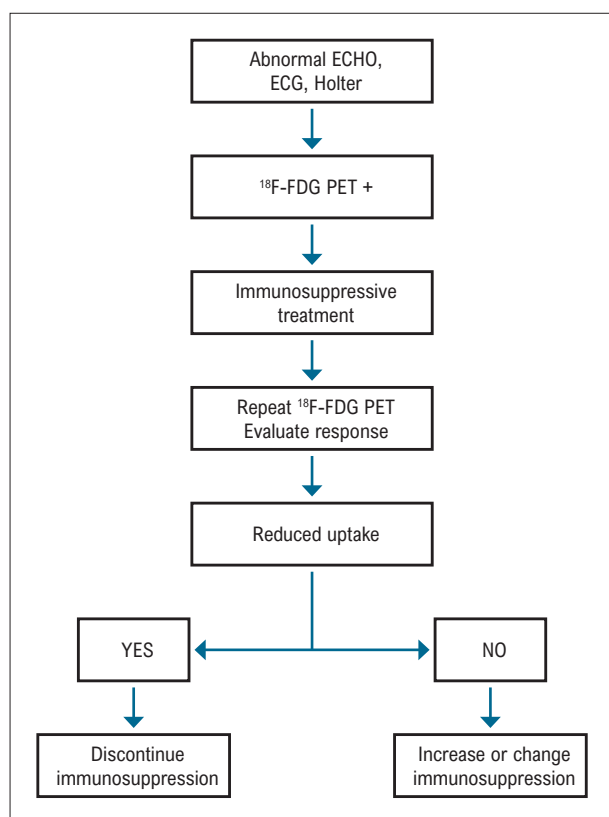 Abnormal ECHO,
ECG, Holter
¹⁸F-FDG PET +
Immunosuppressive
treatment
Repeat ¹⁸F-FDG PET
Evaluate response
Reduced uptake
YES
NO
Discontinue
immunosuppression
Increase or change
immunosuppression